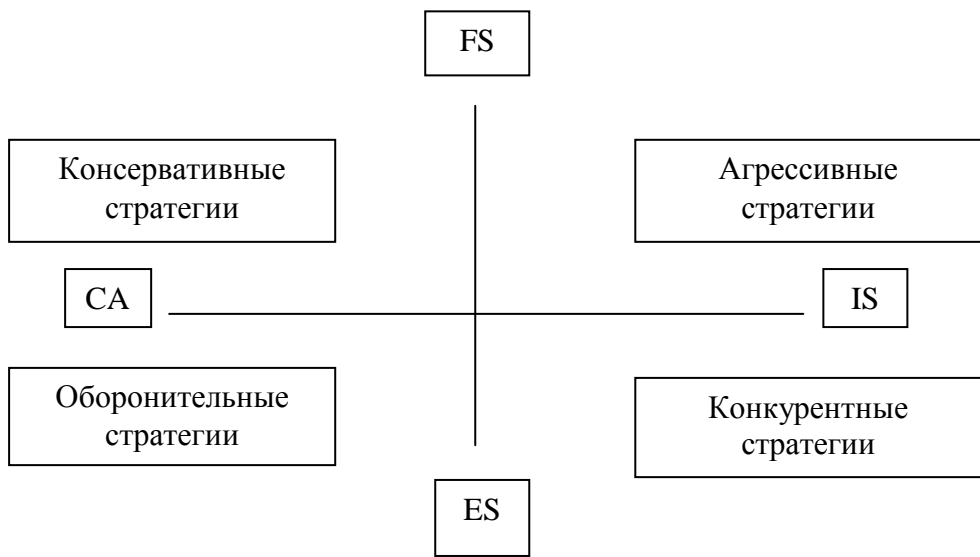 FS
Консервативные
стратегии
Агрессивные
стратегии
CA
IS
Оборонительные
стратегии
Конкурентные
стратегии
ES